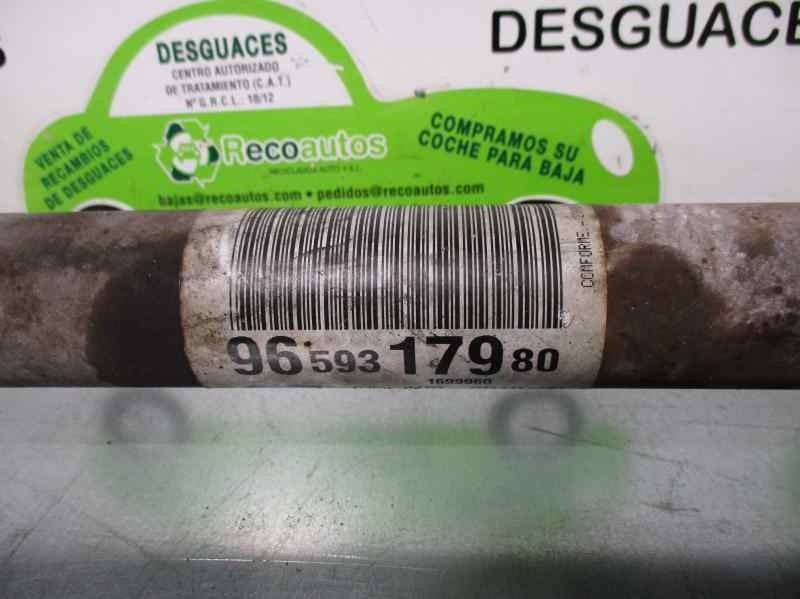 DESGUACES
CENTRO AUTORIZADO
DE TRATAMIENTO (C.A.T.)
Nº G.R.C.L.: 18/12
DESGUACES
VENTA DE
RECAMBIOS
DE DESGUACES
Recoautos
COMPRAMOS SU
COCHE PARA BAJA
bajas@recoautos.com • pedidos@recoautos.com
COMFORME
96 593 179 80
1699960